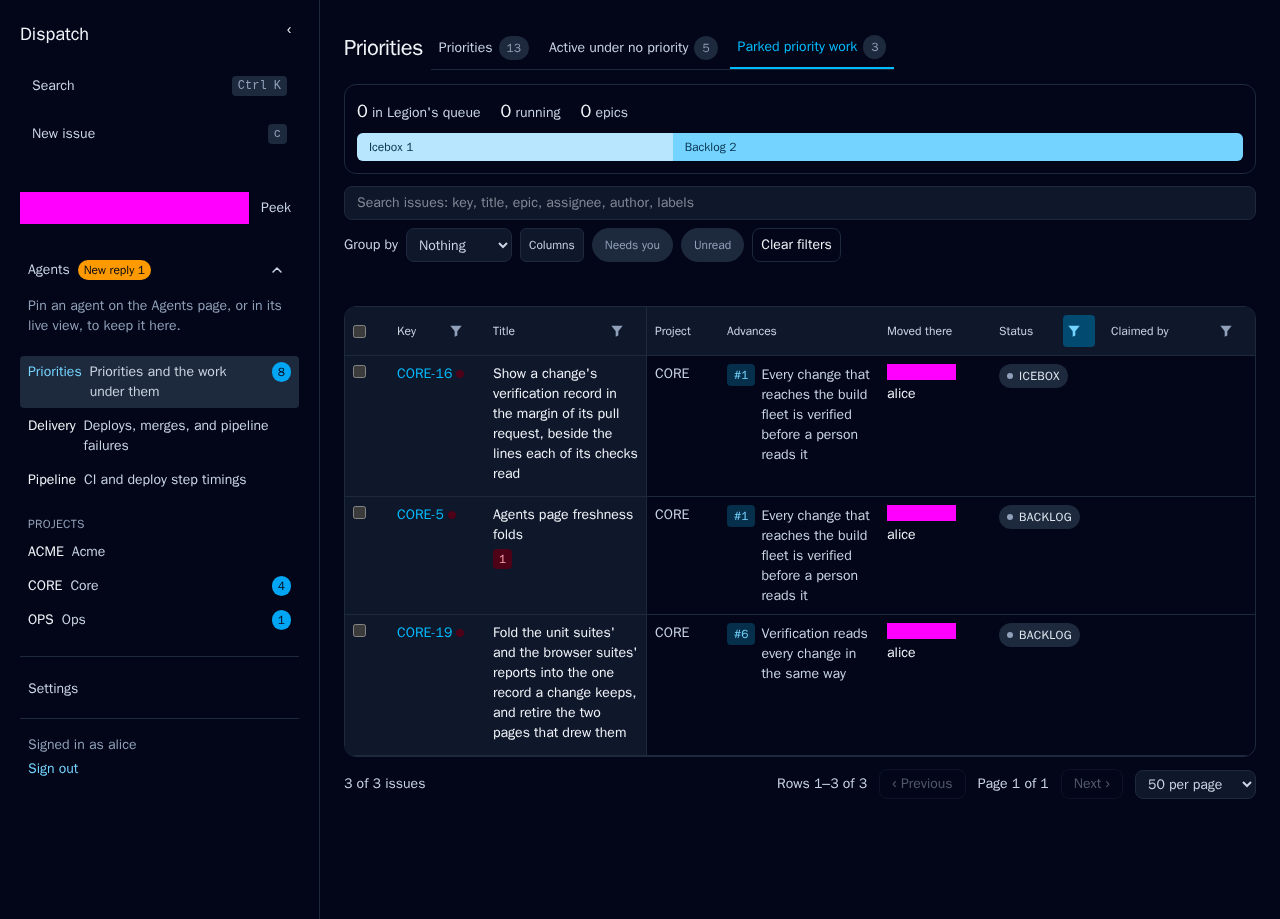 Dispatch
‹
Search
Ctrl K
New issue
C
Peek
Agents
New reply 1
Pin an agent on the Agents page, or in its
live view, to keep it here.
Priorities
Priorities and the work
under them
8
Delivery
Deploys, merges, and pipeline
failures
Pipeline
CI and deploy step timings
PROJECTS
ACME Acme
CORE Core
4
OPS Ops
1
Settings
Signed in as alice
Sign out
Priorities
Priorities 13
Active under no priority 5
Parked priority work 3
0 in Legion's queue
0 running
0 epics
Icebox 1
Backlog 2
Search issues: key, title, epic, assignee, author, labels
Group by
Nothing
Columns
Needs you
Unread
Clear filters
Key
Title
Project
Advances
Moved there
Status
Claimed by
CORE-16
Show a change's
verification record in
the margin of its pull
request, beside the
lines each of its checks
read
CORE
#1
Every change that
reaches the build
fleet is verified
before a person
reads it
alice
ICEBOX
CORE-5
Agents page freshness
folds
1
CORE
#1
Every change that
reaches the build
fleet is verified
before a person
reads it
alice
BACKLOG
CORE-19
Fold the unit suites'
and the browser suites'
reports into the one
record a change keeps,
and retire the two
pages that drew them
CORE
#6
Verification reads
every change in
the same way
alice
BACKLOG
3 of 3 issues
Rows 1–3 of 3
‹ Previous
Page 1 of 1
Next ›
50 per page